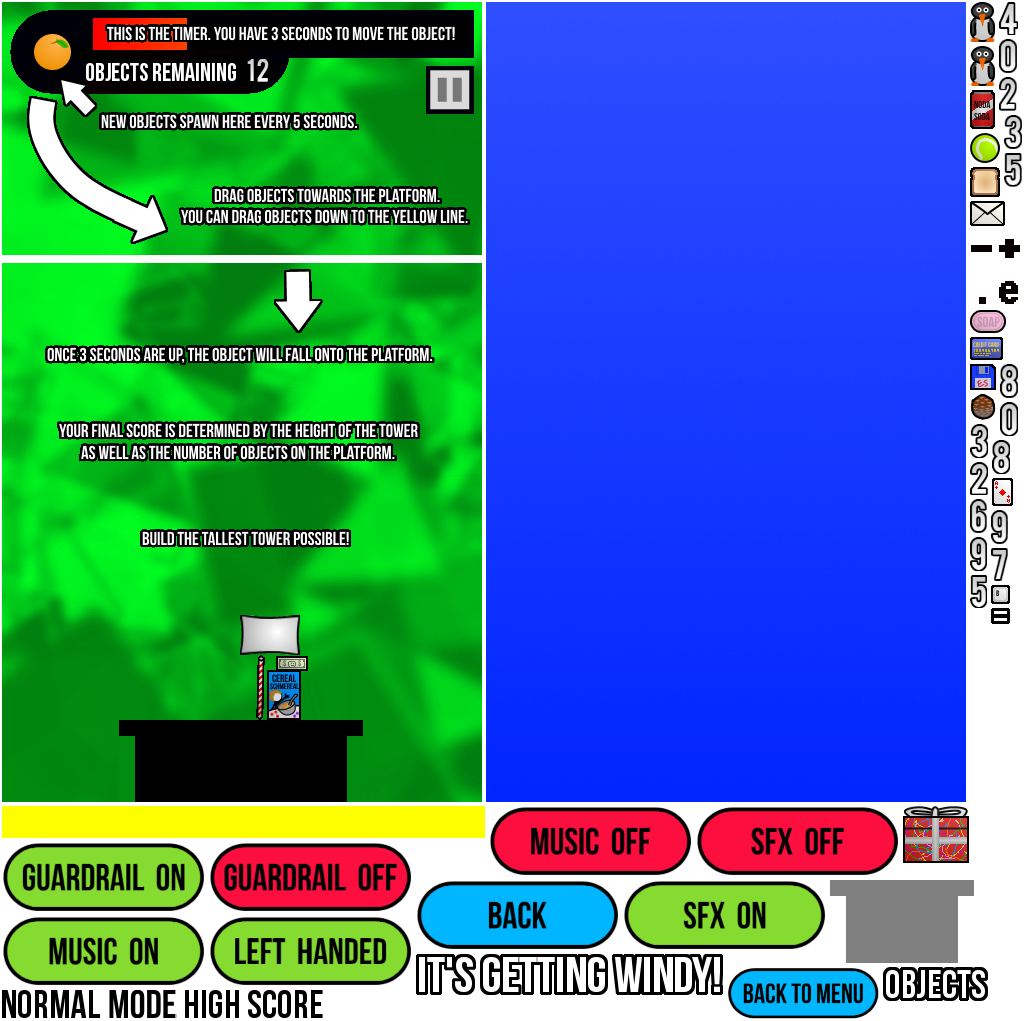 THIS IS THE TIMER. YOU HAVE 3 SECONDS TO MOVE THE OBJECT!
OBJECTS REMAINING 12
NEW OBJECTS SPAWN HERE EVERY 5 SECONDS.
DRAG OBJECTS TOWARDS THE PLATFORM.
YOU CAN DRAG OBJECTS DOWN TO THE YELLOW LINE.
ONCE 3 SECONDS ARE UP, THE OBJECT WILL FALL ONTO THE PLATFORM.
YOUR FINAL SCORE IS DETERMINED BY THE HEIGHT OF THE TOWER
AS WELL AS THE NUMBER OF OBJECTS ON THE PLATFORM.
BUILD THE TALLEST TOWER POSSIBLE!
CEREAL
SCHMEREAL
4
0
2
NODA
SODA
3
5
- +
. e
SOAP
CREDIT CARD
ES
8
0
3
8
2
6
9
9
7
5
8
=
MUSIC OFF
SFX OFF
GUARDRAIL ON
GUARDRAIL OFF
BACK
SFX ON
MUSIC ON
LEFT HANDED
IT'S GETTING WINDY!
BACK TO MENU
OBJECTS
NORMAL MODE HIGH SCORE